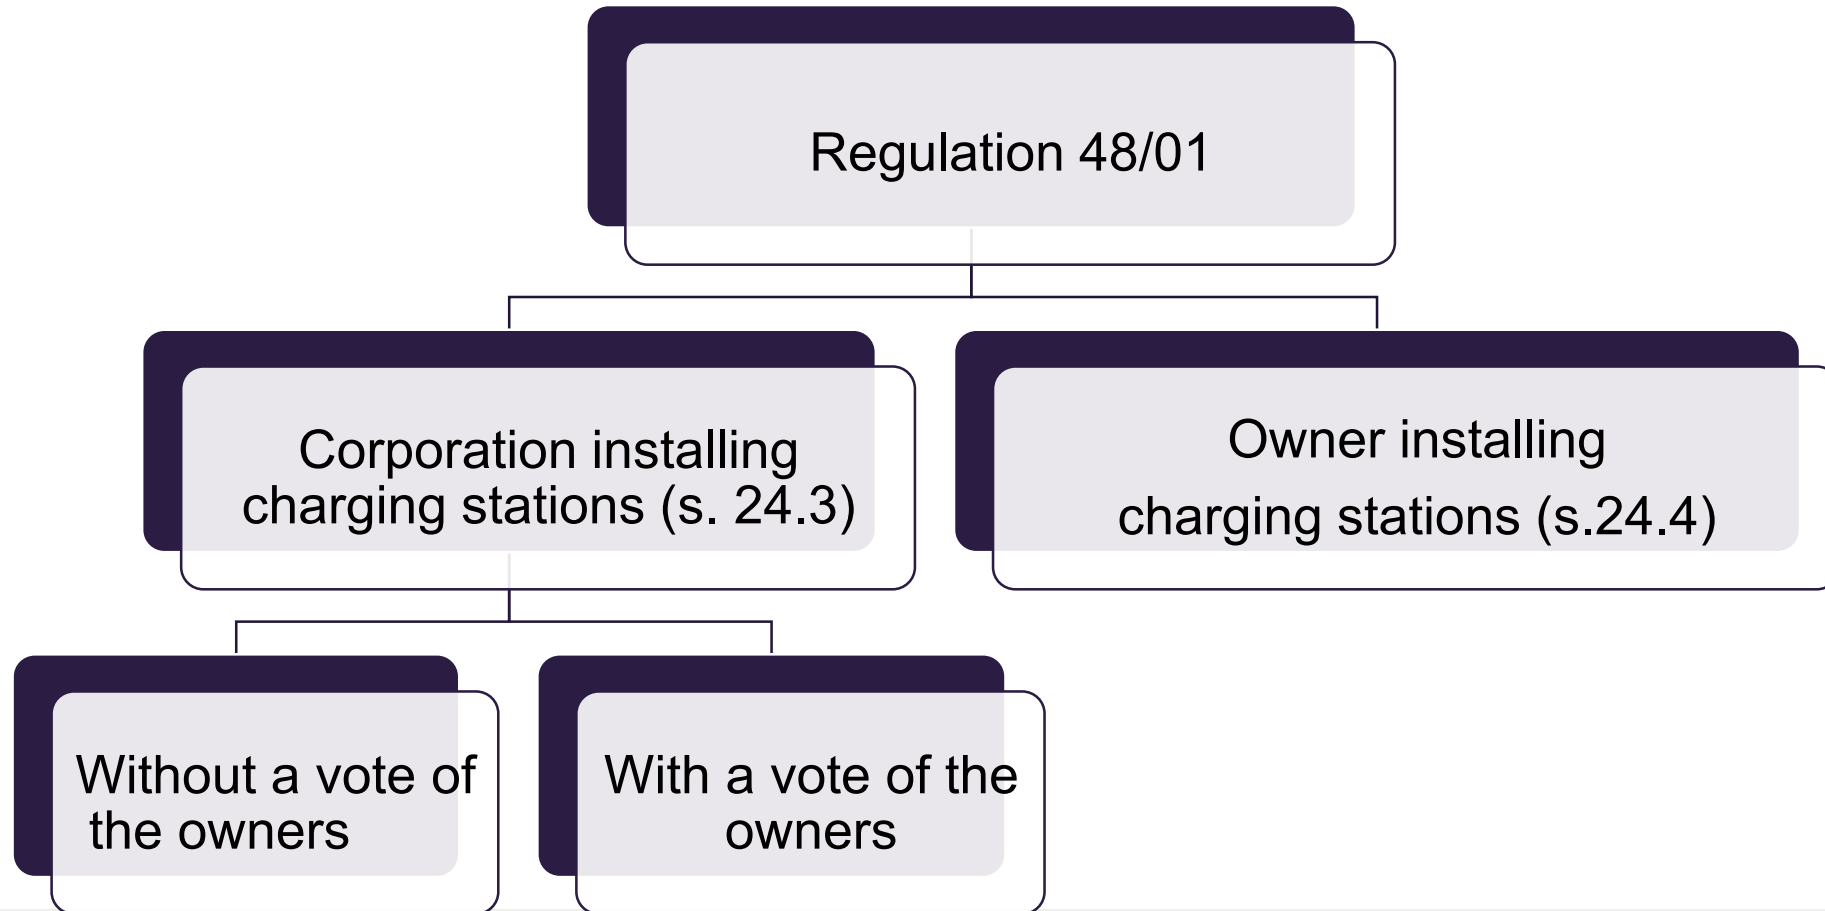 Regulation 48/01
Corporation installing
charging stations (s. 24.3)
Owner installing
charging stations (s.24.4)
Without a vote of
the owners
With a vote of the
owners